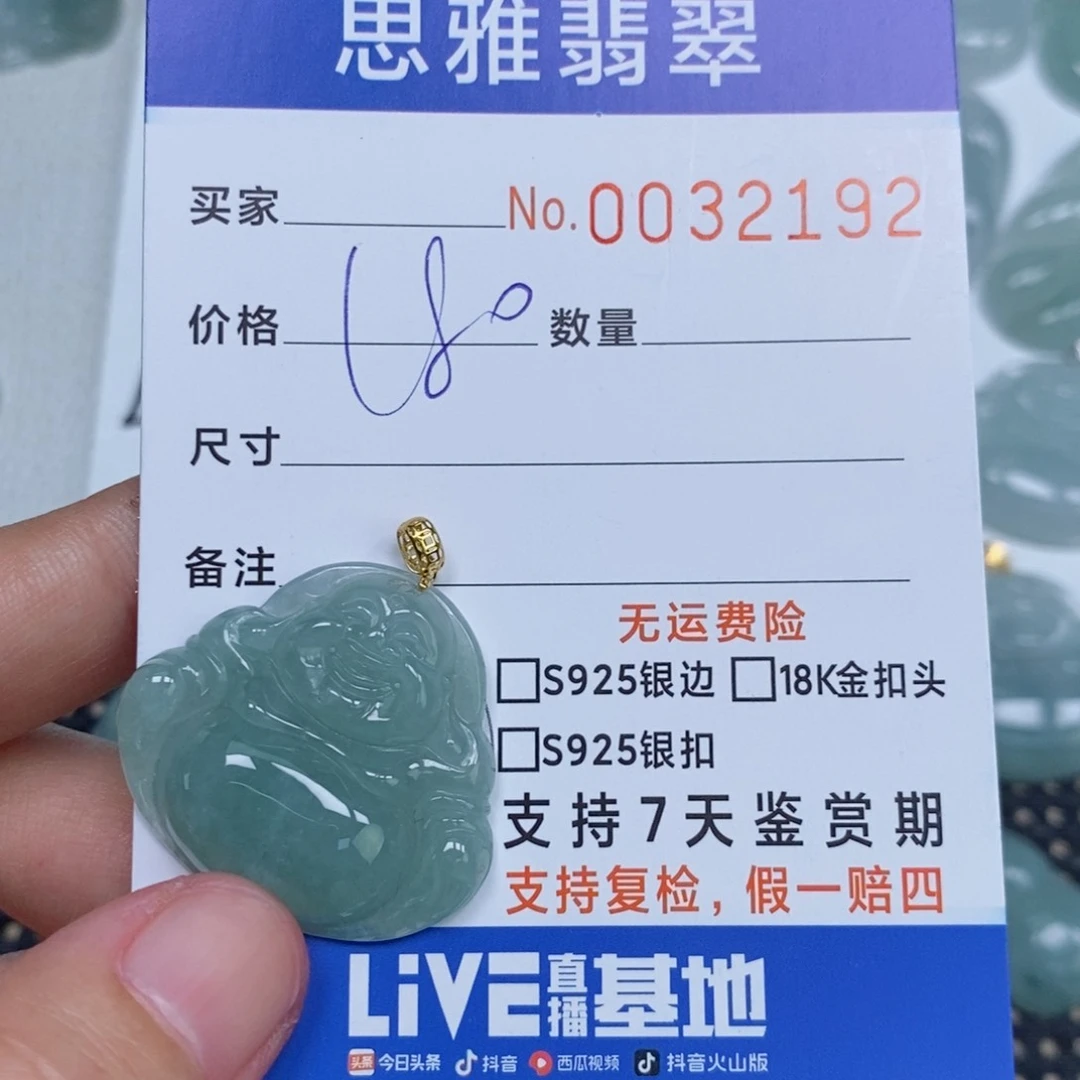 思雅翡翠
买家 No.0032192
价格 数量
尺寸
备注
无运费险
□S925银边 □18K金扣头
□S925银扣
支持7天鉴赏期
支持复检，假一赔四
LiVE直播基地
头条 今日头条 抖音 西瓜视频 抖音火山版